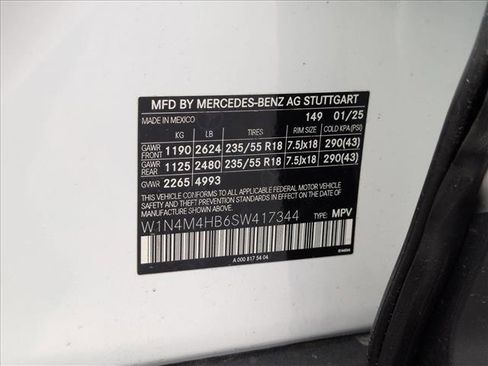 MFD BY MERCEDES-BENZ AG STUTTGART
MADE IN MEXICO 149 01/25
KG LB TIRES RIM SIZE COLD KPA(PSI)
GAWR FRONT 1190 2624 235/55 R18 7.5Jx18 290(43)
GAWR REAR 1125 2480 235/55 R18 7.5Jx18 290(43)
GVWR 2265 4993
THIS VEHICLE CONFORMS TO ALL APPLICABLE FEDERAL MOTOR VEHICLE
SAFETY STANDARDS IN EFFECT ON THE DATE OF MANUFACTURE SHOWN ABOVE.
W1N4M4HB6SW417344 TYPE: MPV
A 000 817 54 04